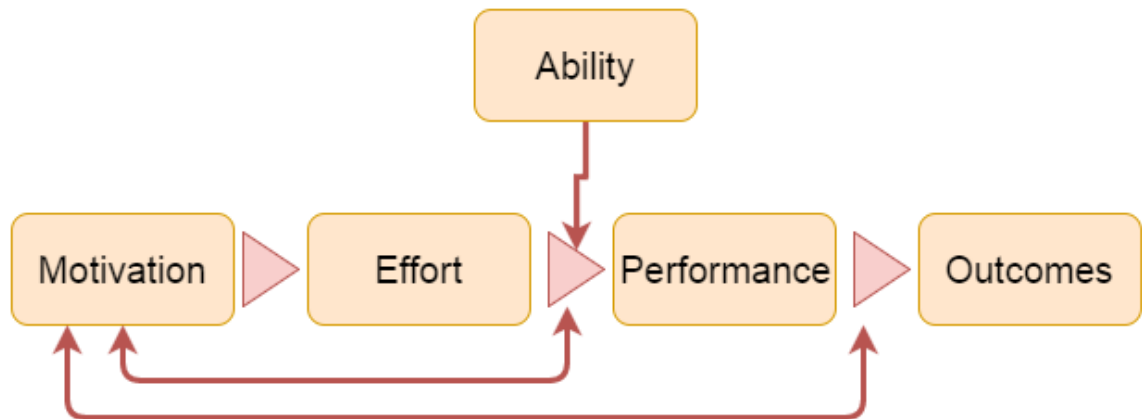 Ability
Motivation
Effort
Performance
Outcomes